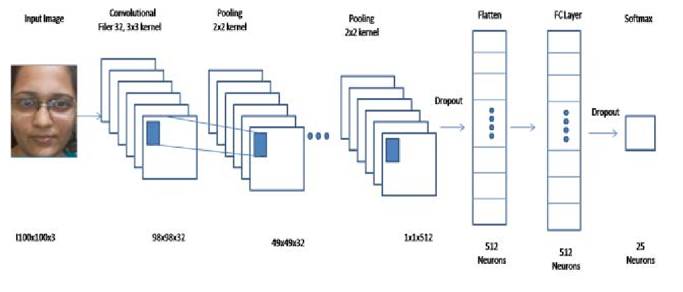 Input Image
Convolutional
Filer 32, 3x3 kernel
Pooling
2x2 kernel
Pooling
2x2 kernel
Flatten
FC Layer
Softmax
Dropout
Dropout
I100x100x3
98x98x32
49x49x32
1x1x512
512
Neurons
512
Neurons
25
Neurons